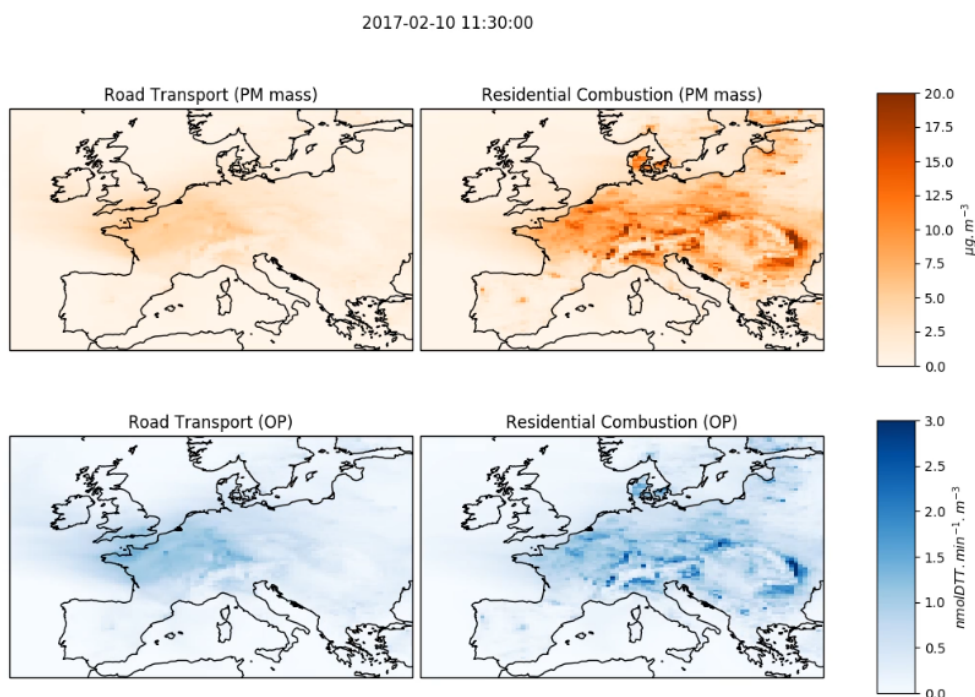 2017-02-10 11:30:00
Road Transport (PM mass)
Residential Combustion (PM mass)
20.0
17.5
15.0
12.5
10.0
7.5
5.0
2.5
0.0
μg.m⁻³
Road Transport (OP)
Residential Combustion (OP)
3.0
2.5
2.0
1.5
1.0
0.5
0.0
nmolDTT.min⁻¹.m⁻³